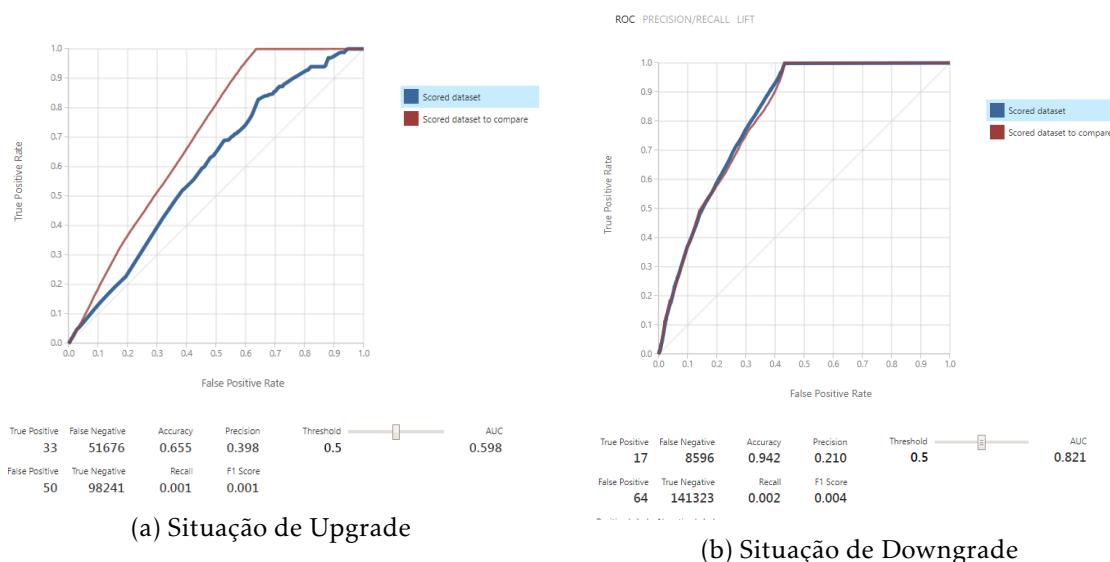 1.0
0.9
0.8
0.7
0.6
0.5
0.4
0.3
0.2
0.1
0.0
True Positive Rate
0.0 0.1 0.2 0.3 0.4 0.5 0.6 0.7 0.8 0.9 1.0
False Positive Rate
Scored dataset
Scored dataset to compare
True Positive False Negative Accuracy Precision Threshold AUC
33 51676 0.655 0.398 0.5 0.598
False Positive True Negative Recall F1 Score
50 98241 0.001 0.001
(a) Situação de Upgrade
ROC PRECISION/RECALL LIFT
1.0
0.9
0.8
0.7
0.6
0.5
0.4
0.3
0.2
0.1
0.0
True Positive Rate
0.0 0.1 0.2 0.3 0.4 0.5 0.6 0.7 0.8 0.9 1.0
False Positive Rate
Scored dataset
Scored dataset to compare
True Positive False Negative Accuracy Precision Threshold AUC
17 8596 0.942 0.210 0.5 0.821
False Positive True Negative Recall F1 Score
64 141323 0.002 0.004
(b) Situação de Downgrade